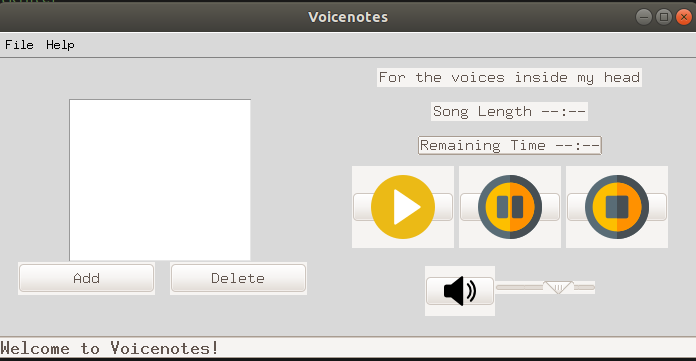 Voicenotes
File Help
For the voices inside my head
Song Length --:--
Remaining Time --:--
Add Delete
Welcome to Voicenotes!